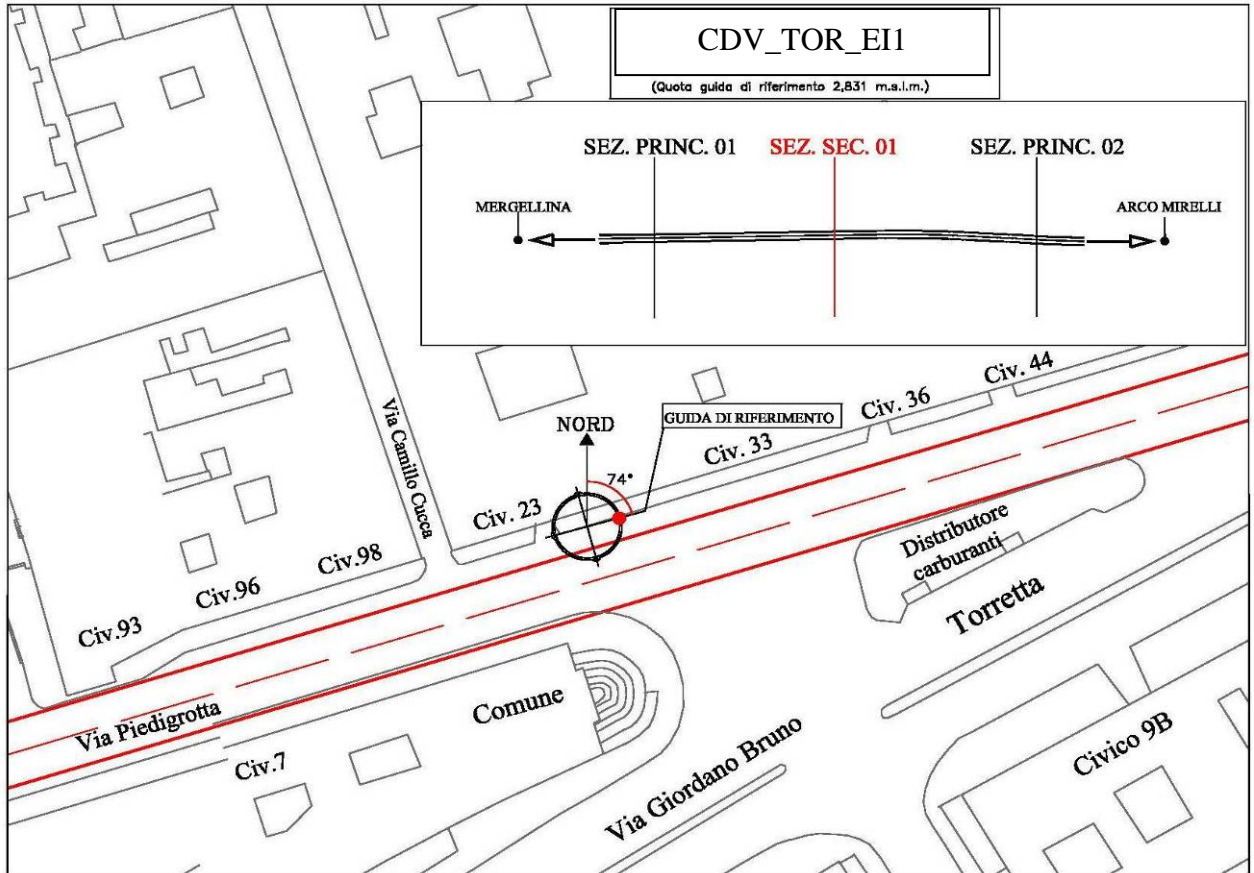 CDV_TOR_EI1
(Quota guida di riferimento 2,831 m.s.l.m.)
SEZ. PRINC. 01
SEZ. SEC. 01
SEZ. PRINC. 02
MERGELLINA
ARCO MIRELLI
Civ. 44
Civ. 36
GUIDA DI RIFERIMENTO
NORD
Civ. 33
74°
Via Camillo Cucca
Civ. 23
Distributore
carburanti
Civ.98
Civ.96
Civ.93
Torretta
Comune
Via Piedigrotta
Civ.7
Via Giordano Bruno
Civico 9B